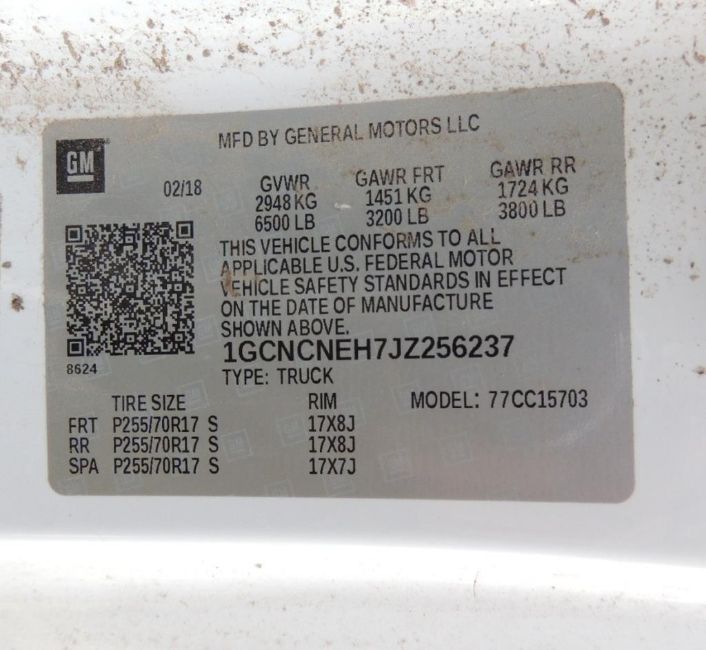 MFD BY GENERAL MOTORS LLC
GM
02/18
GVWR GAWR FRT GAWR RR
2948 KG 1451 KG 1724 KG
6500 LB 3200 LB 3800 LB
THIS VEHICLE CONFORMS TO ALL
APPLICABLE U.S. FEDERAL MOTOR
VEHICLE SAFETY STANDARDS IN EFFECT
ON THE DATE OF MANUFACTURE
SHOWN ABOVE.
8624
1GCNCNEH7JZ256237
TYPE: TRUCK
TIRE SIZE RIM MODEL: 77CC15703
FRT P255/70R17 S 17X8J
RR P255/70R17 S 17X8J
SPA P255/70R17 S 17X7J